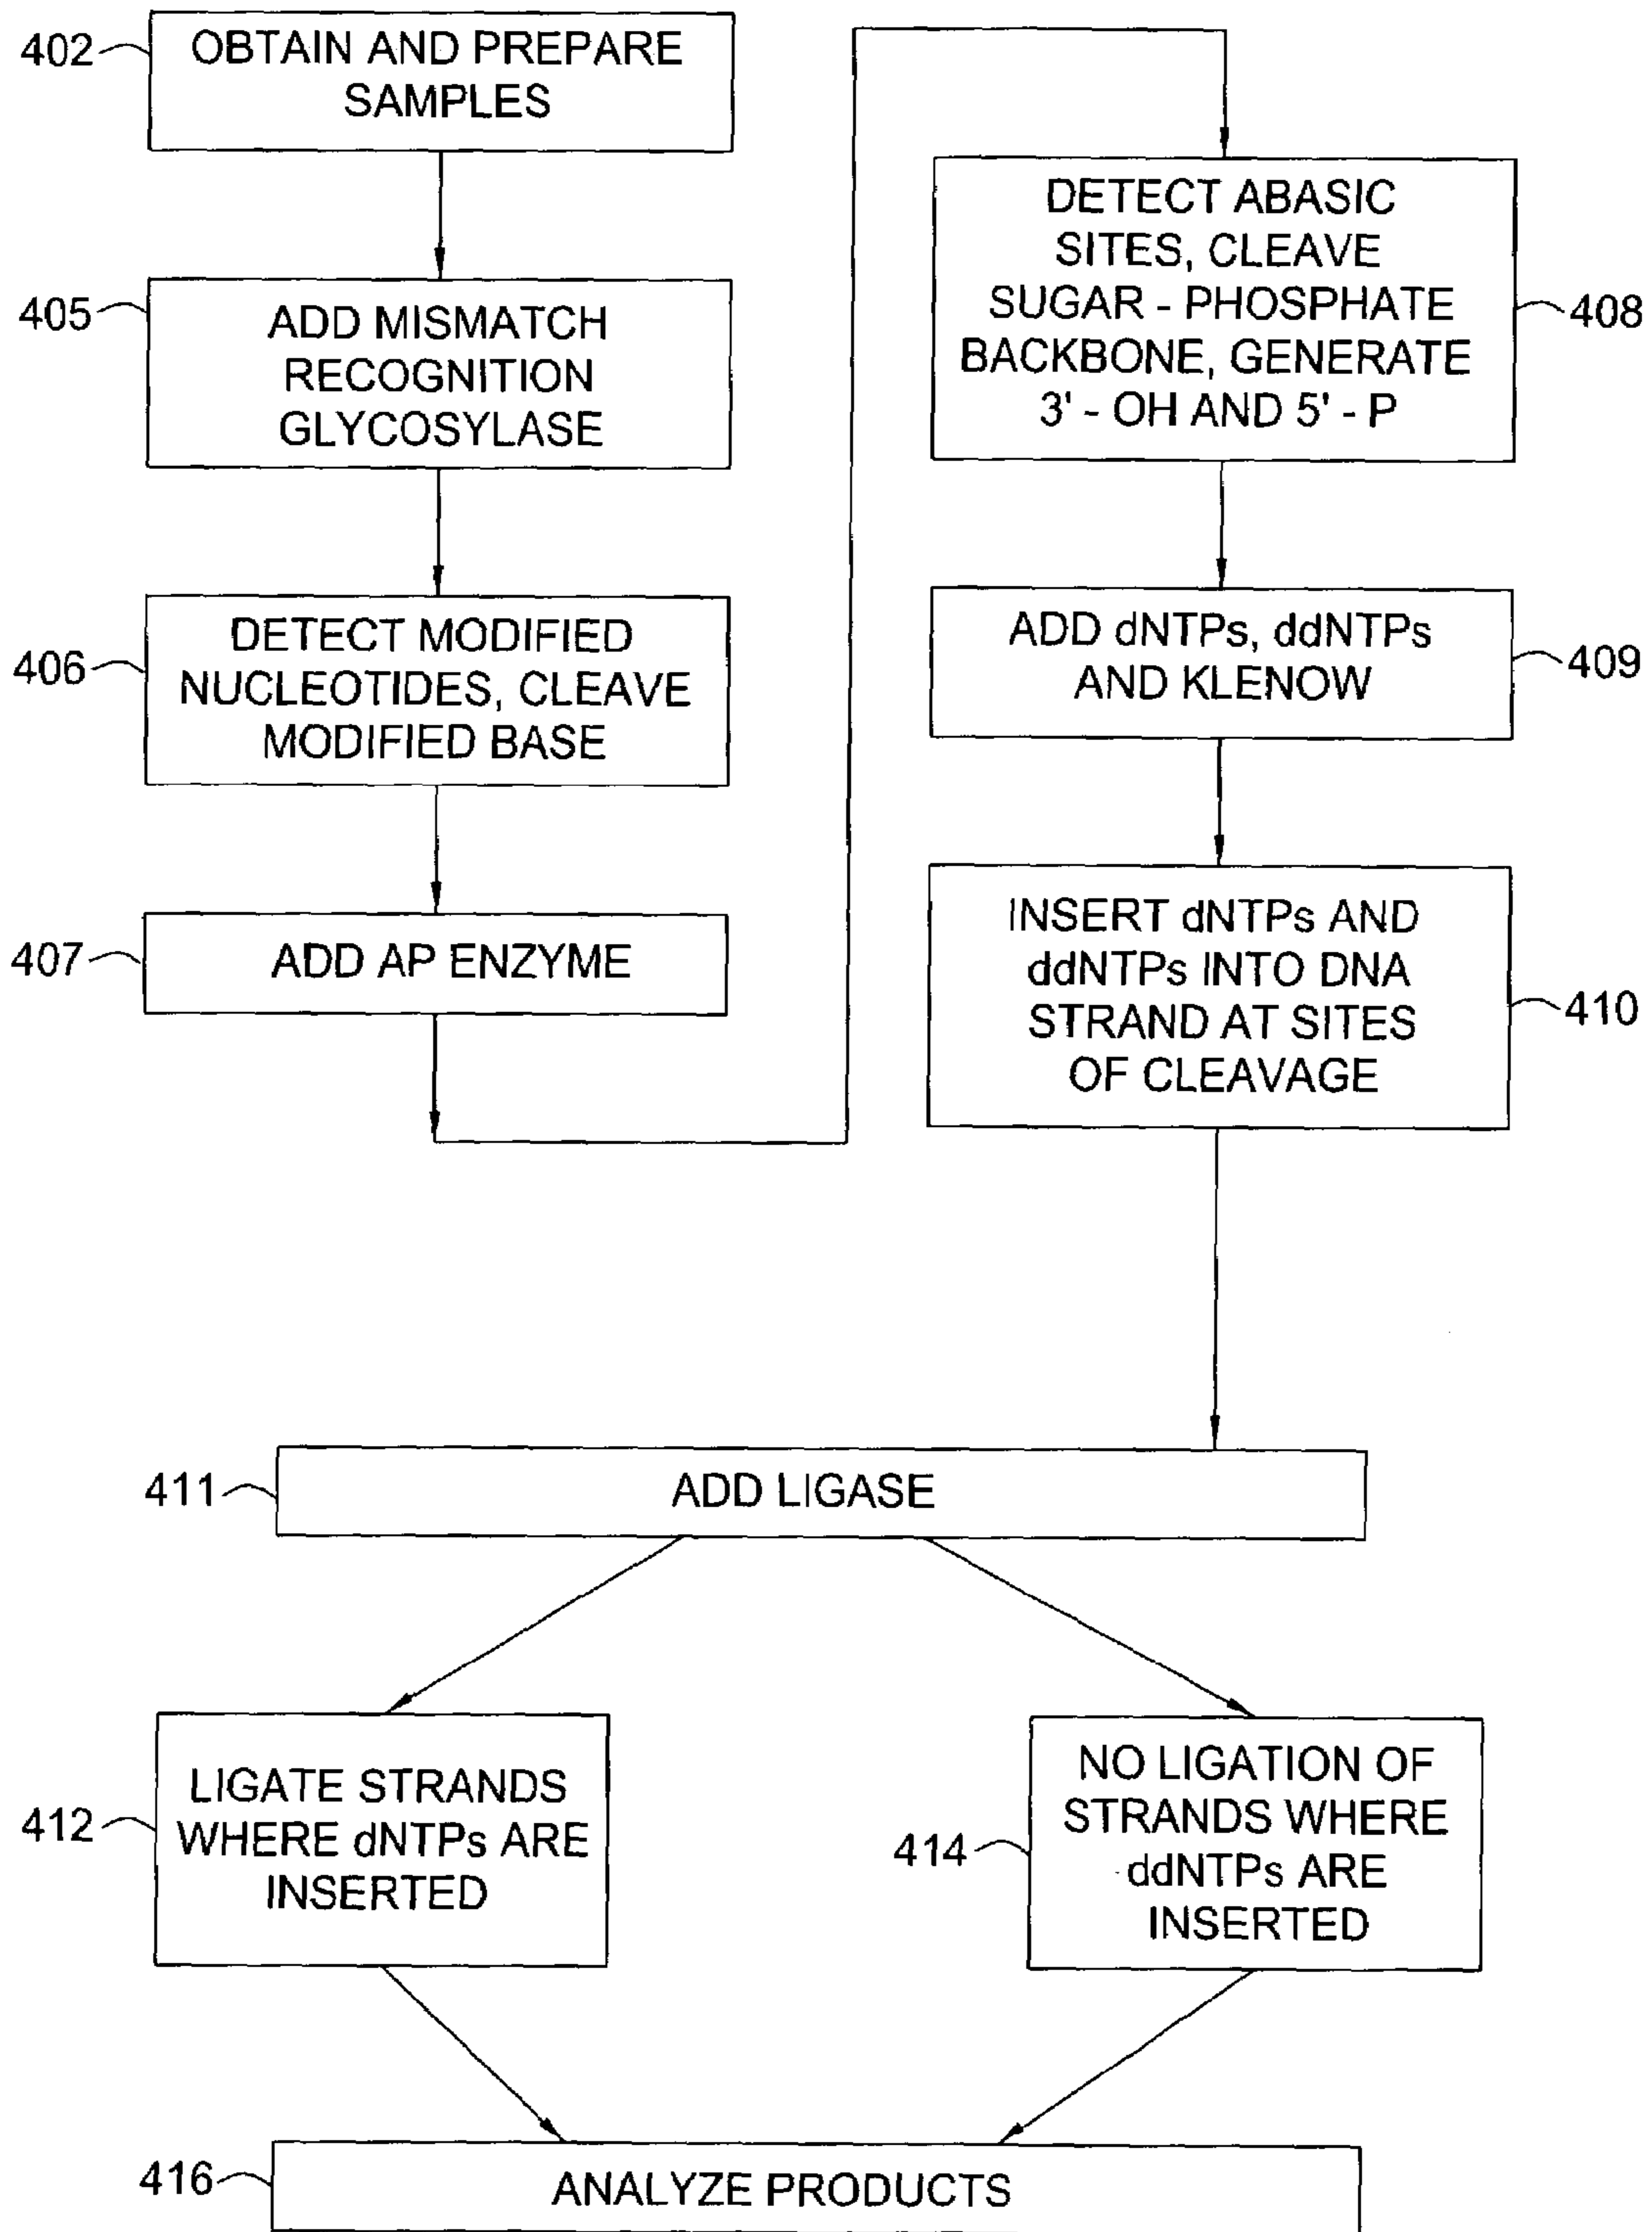 402
OBTAIN AND PREPARE
SAMPLES
405
ADD MISMATCH
RECOGNITION
GLYCOSYLASE
406
DETECT MODIFIED
NUCLEOTIDES, CLEAVE
MODIFIED BASE
407
ADD AP ENZYME
DETECT ABASIC
SITES, CLEAVE
SUGAR - PHOSPHATE
BACKBONE, GENERATE
3' - OH AND 5' - P
408
ADD dNTPs, ddNTPs
AND KLENOW
409
INSERT dNTPs AND
ddNTPs INTO DNA
STRAND AT SITES
OF CLEAVAGE
410
411
ADD LIGASE
412
LIGATE STRANDS
WHERE dNTPs ARE
INSERTED
414
NO LIGATION OF
STRANDS WHERE
ddNTPs ARE
INSERTED
416
ANALYZE PRODUCTS